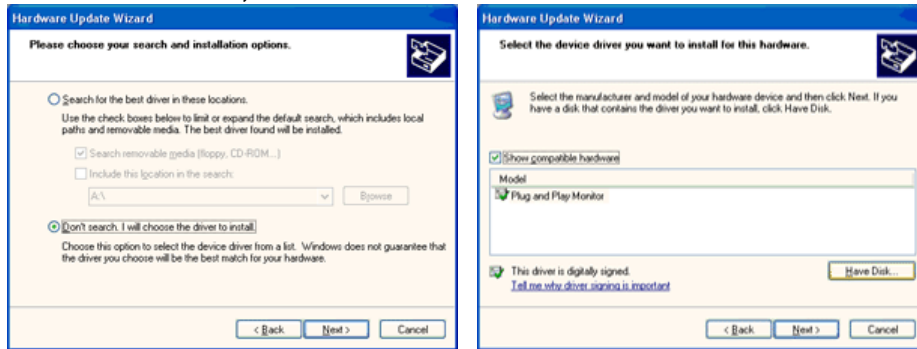 Hardware Update Wizard
Please choose your search and installation options.
Search for the best driver in these locations.
Use the check boxes below to limit or expand the default search, which includes local
paths and removable media. The best driver found will be installed.
Search removable media (floppy, CD-ROM...)
Include this location in the search:
A:\
Browse
Don't search. I will choose the driver to install.
Choose this option to select the device driver from a list. Windows does not guarantee that
the driver you choose will be the best match for your hardware.
< Back
Next >
Cancel
Hardware Update Wizard
Select the device driver you want to install for this hardware.
Select the manufacturer and model of your hardware device and then click Next. If you
have a disk that contains the driver you want to install, click Have Disk.
Show compatible hardware
Model
Plug and Play Monitor
This driver is digitally signed.
Tell me why driver signing is important
Have Disk...
< Back
Next >
Cancel